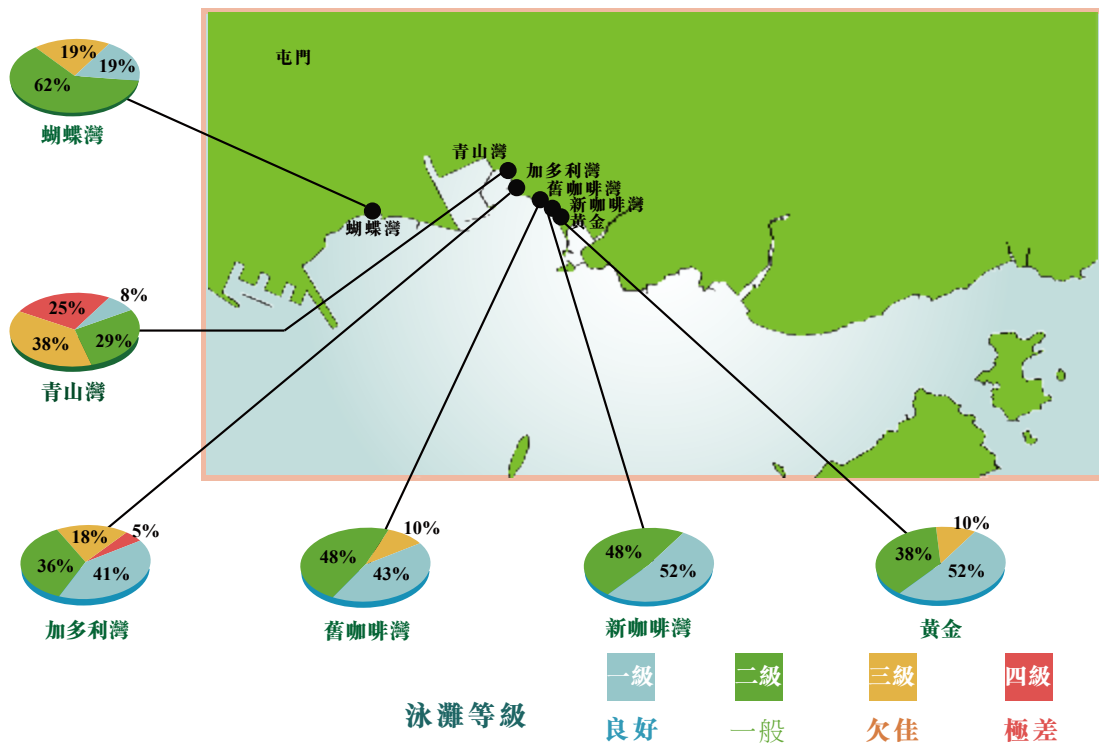 屯門
19%
19%
62%
蝴蝶灣
青山灣
加多利灣
舊咖啡灣
新咖啡灣
黃金
蝴蝶灣
25%
8%
38%
29%
青山灣
18%
5%
36%
41%
加多利灣
10%
48%
43%
舊咖啡灣
48%
52%
新咖啡灣
10%
38%
52%
黃金
泳灘等級
一級
二級
三級
四級
良好
一般
欠佳
極差